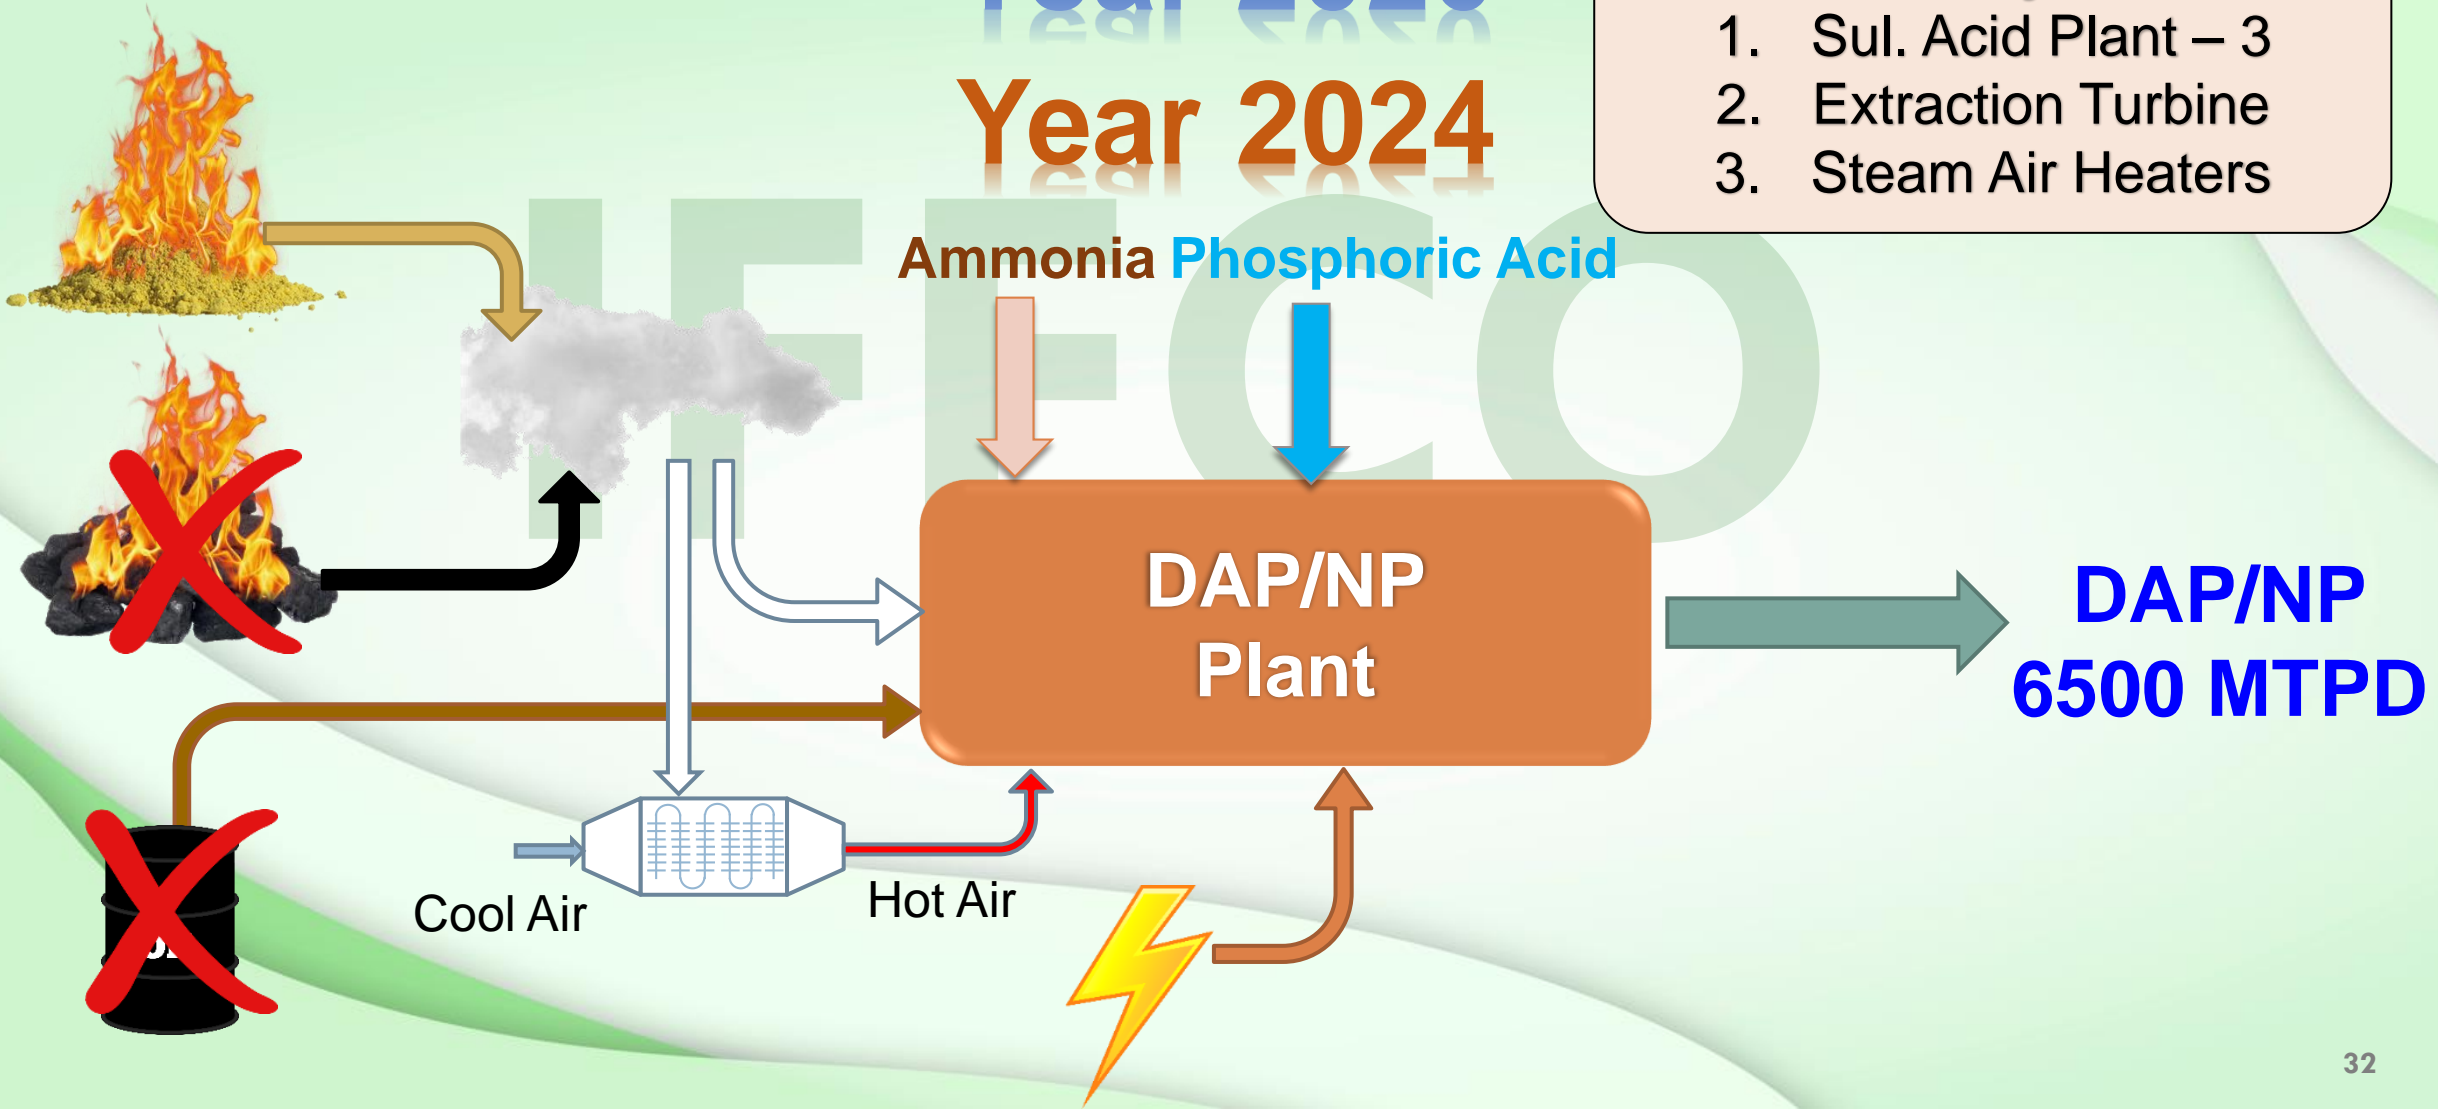 Year 2024
1. Sul. Acid Plant – 3
2. Extraction Turbine
3. Steam Air Heaters
IFFCO
Ammonia Phosphoric Acid
DAP/NP
Plant
DAP/NP
6500 MTPD
Cool Air
Hot Air
32